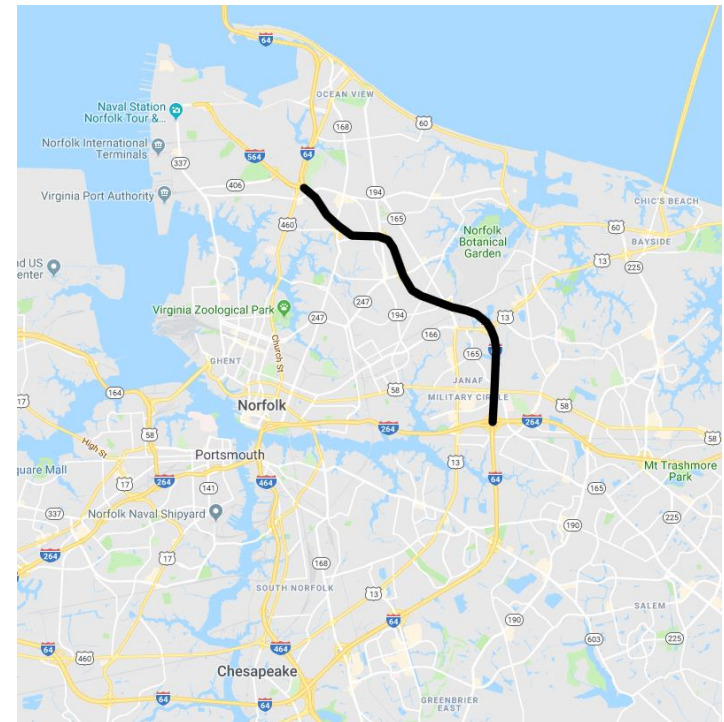 64
OCEAN VIEW
Naval Station
Norfolk Tour &...
168
60
Norfolk International
Terminals
337
564
64
Virginia Port Authority
406
194
CHIC'S BEACH
460
165
Norfolk
Botanical
Garden
60
BAYSIDE
13
225
nd US
Center
247
Virginia Zoological Park
247
194
13
166
Church St
165
GHENT
JANAF
164
58
MILITARY CIRCLE
58
17
Norfolk
264
264
58
High St
58
Portsmouth
13
quare Mall
264
464
64
Mt Trashmore
Park
17
141
165
337
Norfolk Naval Shipyard
190
264
17
168
SOUTH NORFOLK
13
SALEM
190
64
603
225
64
460
464
Chesapeake
64
GREENBRIER
EAST